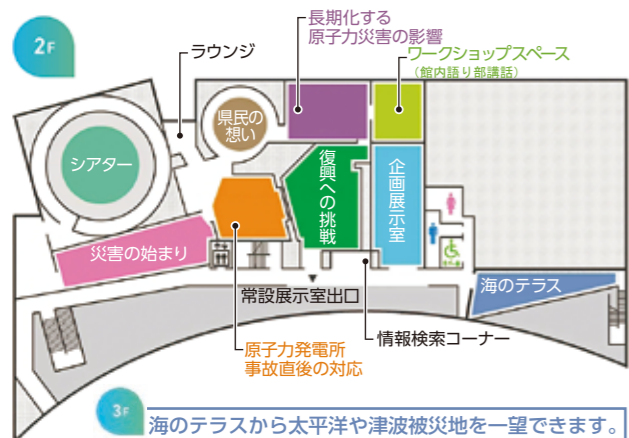 2F
長期化する
原子力災害の影響
ラウンジ
ワークショップスペース
(館内語り部講話)
県民の
想い
シアター
復興への挑戦
企画展示室
災害の始まり
海のテラス
常設展示室出口
情報検索コーナー
原子力発電所
事故直後の対応
3F
海のテラスから太平洋や津波被災地を一望できます。